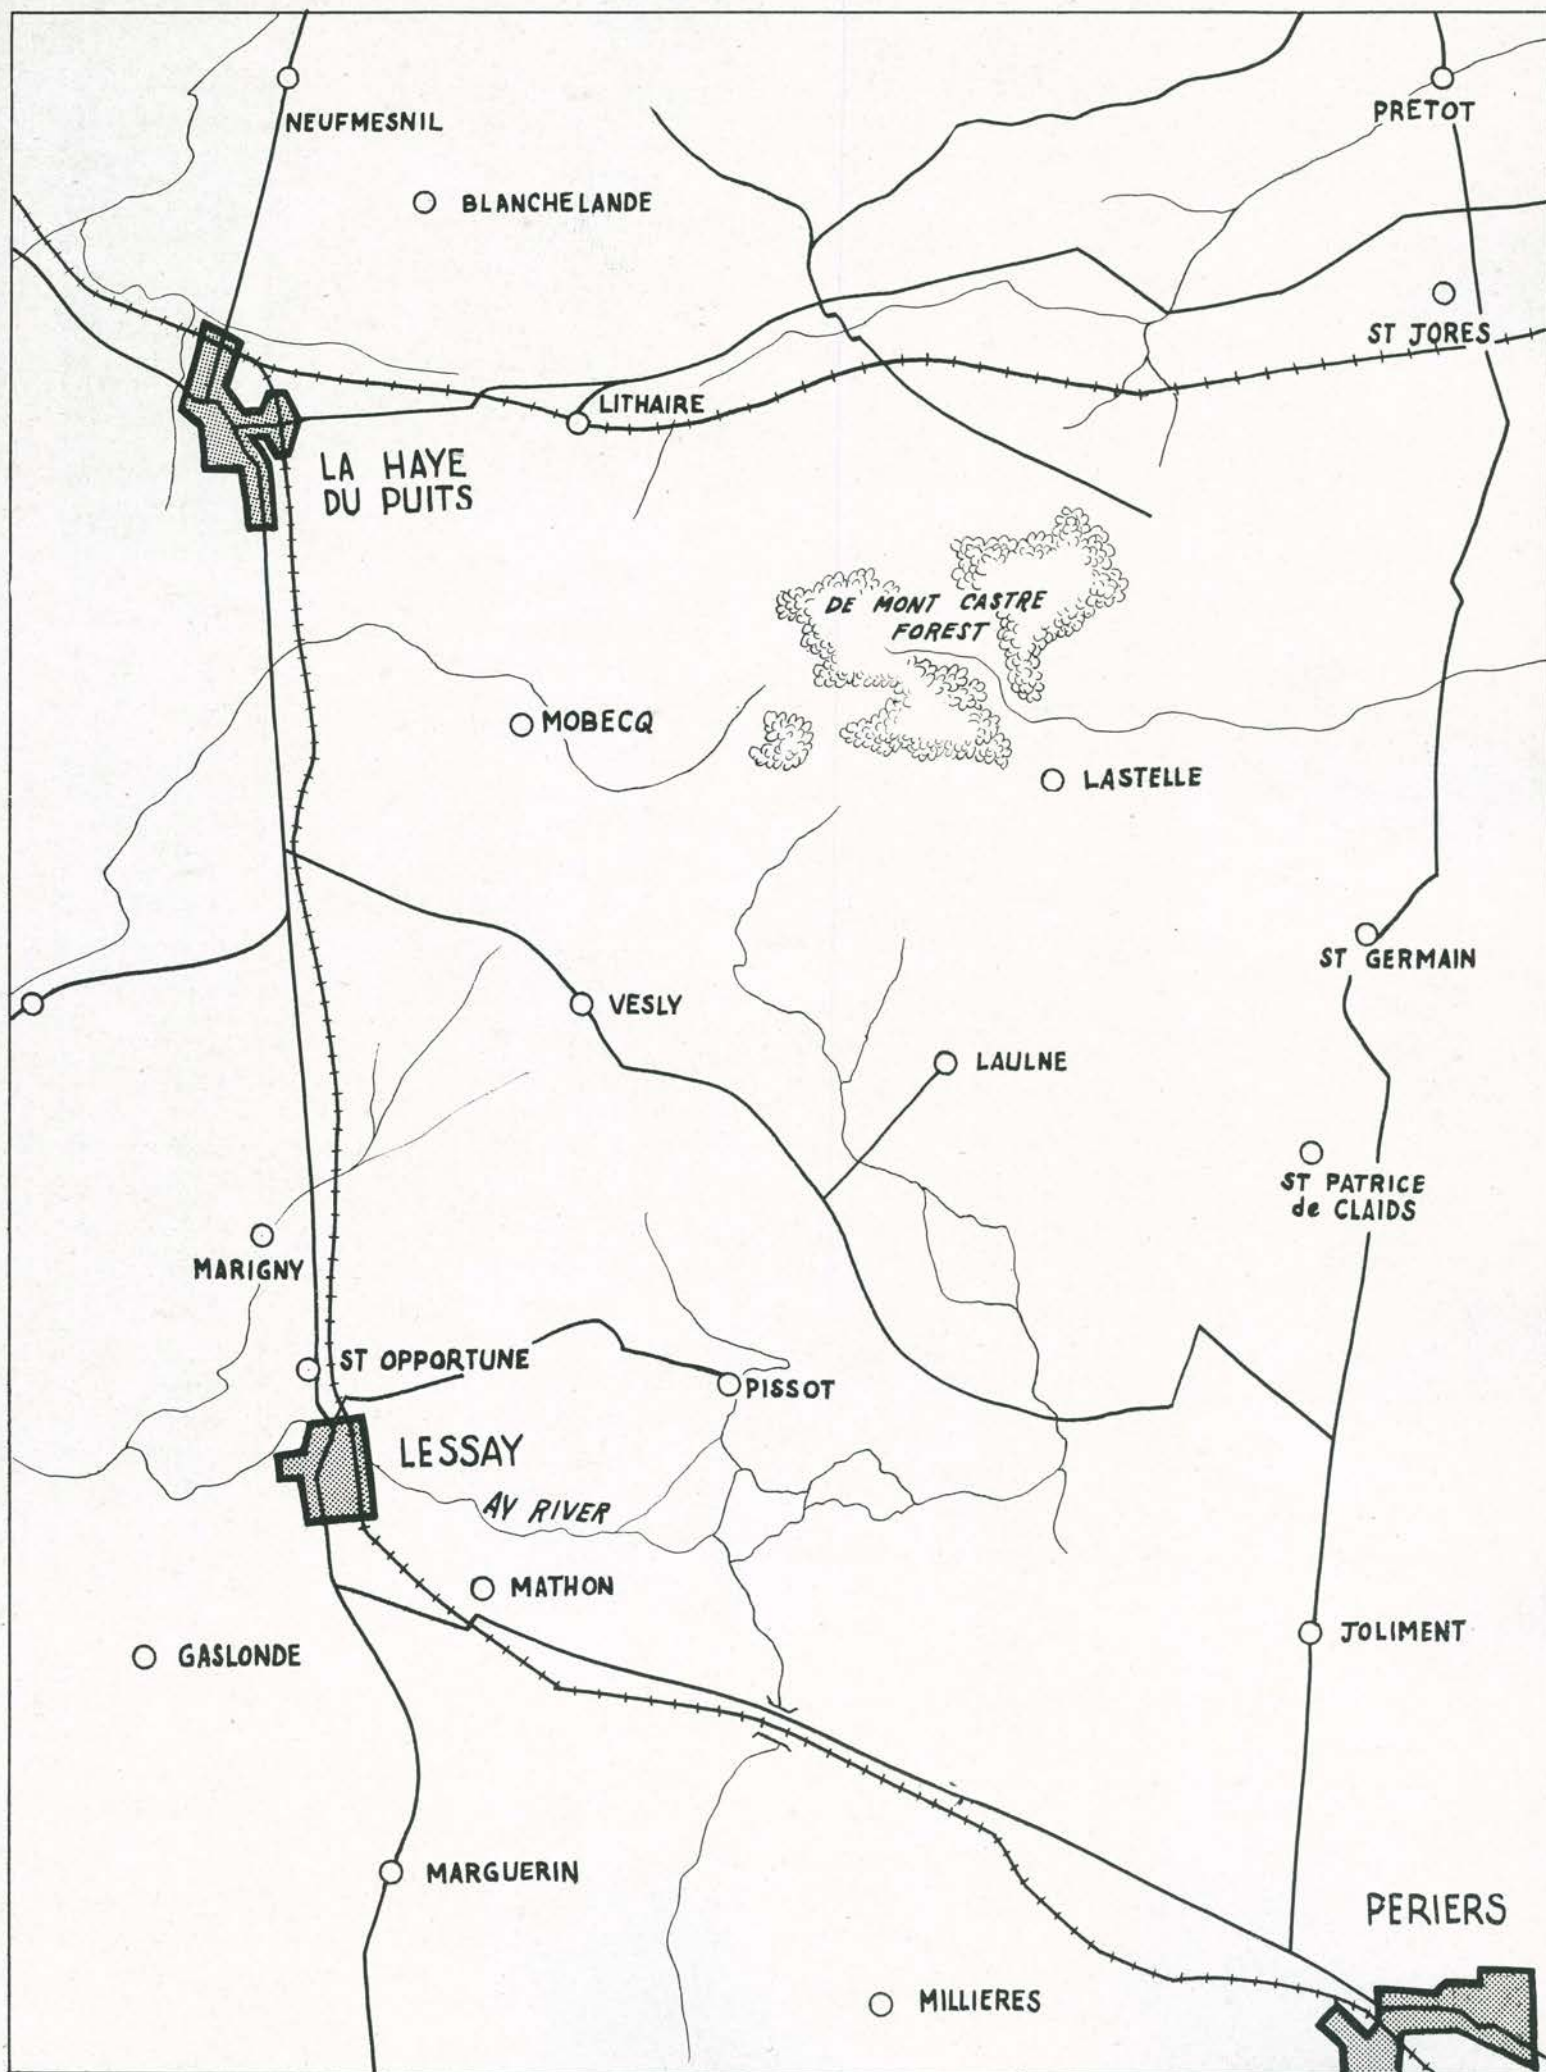 NEUFMESNIL
PRETOT
BLANCHELANDE
ST JORES
LITHAIRE
LA HAYE
DU PUITS
DE MONT CASTRE
FOREST
MOBECQ
LASTELLE
ST GERMAIN
VESLY
LAULNE
ST PATRICE
de CLAIDS
MARIGNY
ST OPPORTUNE
PISSOT
LESSAY
AY RIVER
MATHON
JOLIMENT
GASLONDE
MARGUERIN
PERIERS
MILLIERES